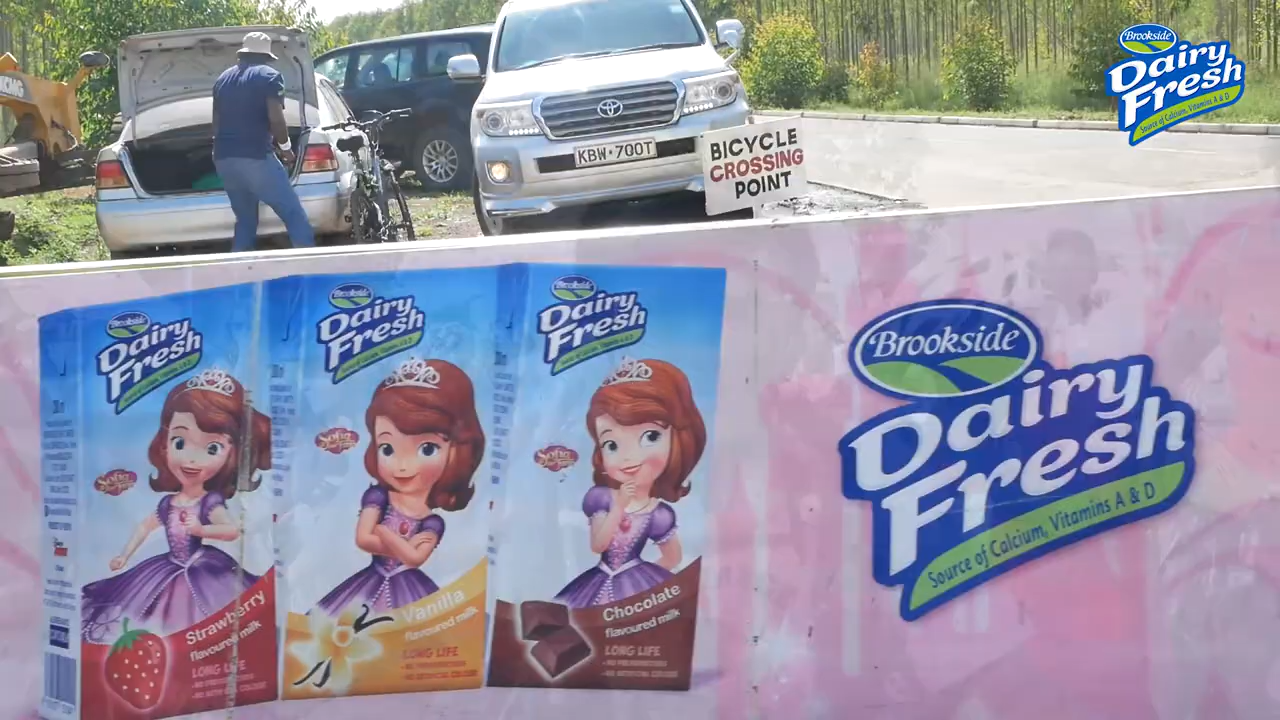 Brookside
Dairy
Fresh
Source of Calcium, Vitamins A & D
KBW·700T
BICYCLE
CROSSING
POINT
Brookside
Dairy
Fresh
Strawberry
flavoured milk
LONG LIFE
Brookside
Dairy
Fresh
Sofia
Vanilla
flavoured milk
LONG LIFE
Brookside
Dairy
Fresh
Sofia
Chocolate
flavoured milk
LONG LIFE
Brookside
Dairy
Fresh
Source of Calcium, Vitamins A & D